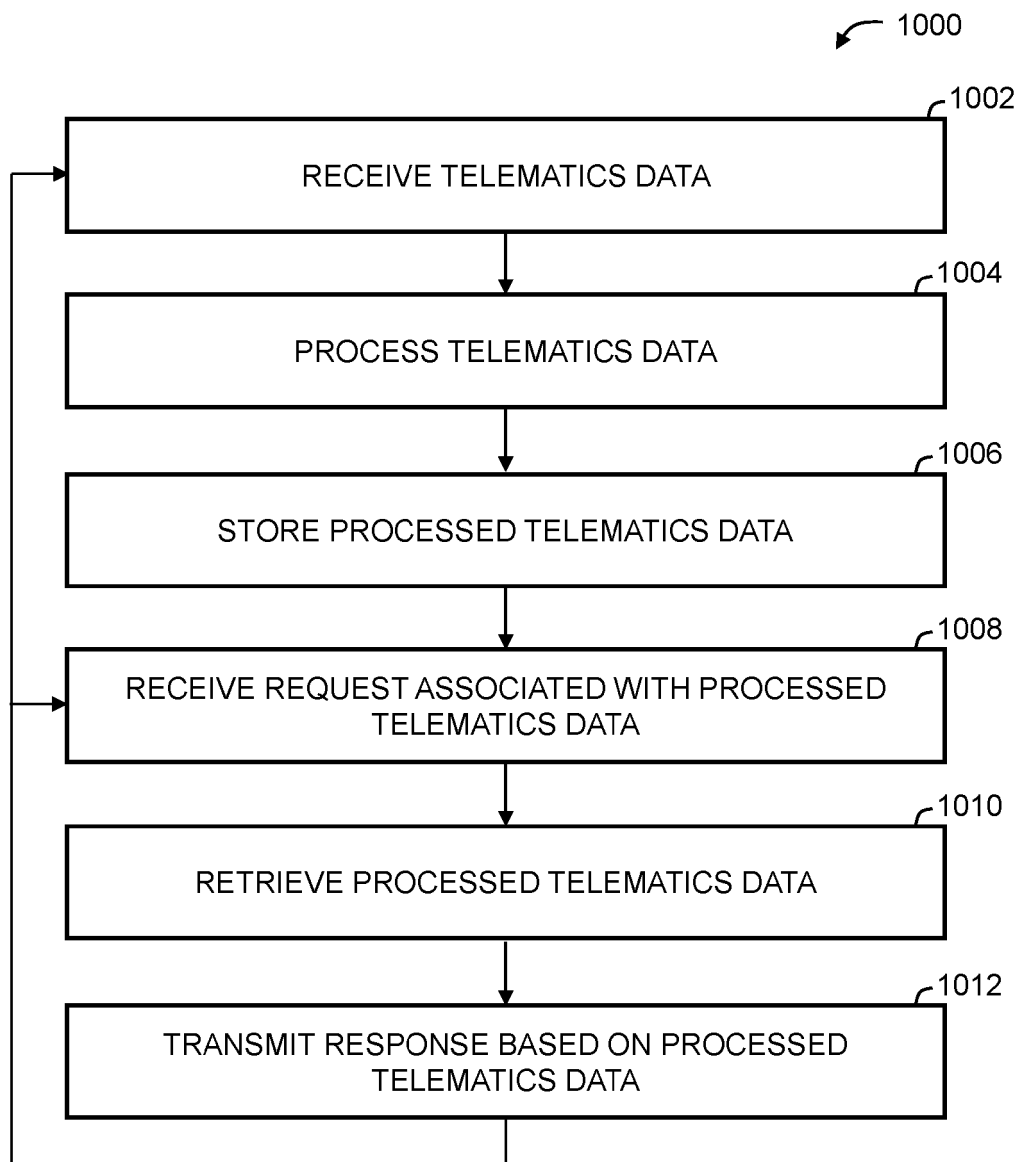 1000
1002
RECEIVE TELEMATICS DATA
1004
PROCESS TELEMATICS DATA
1006
STORE PROCESSED TELEMATICS DATA
1008
RECEIVE REQUEST ASSOCIATED WITH PROCESSED
TELEMATICS DATA
1010
RETRIEVE PROCESSED TELEMATICS DATA
1012
TRANSMIT RESPONSE BASED ON PROCESSED
TELEMATICS DATA